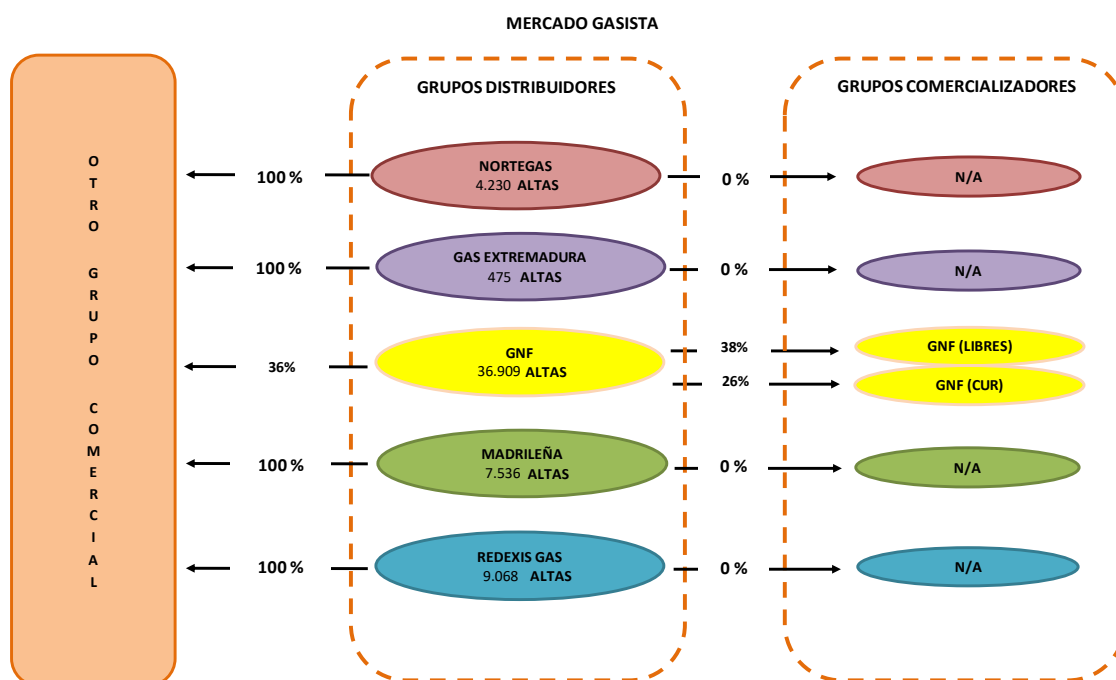 MERCADO GASISTA
GRUPOS DISTRIBUIDORES
GRUPOS COMERCIALIZADORES
O
T
R
O
G
R
U
P
O
C
O
M
E
R
C
I
A
L
100 %
NORTEGAS
4.230 ALTAS
0 %
N/A
100%
GAS EXTREMADURA
475 ALTAS
0%
N/A
36%
GNF
36.909 ALTAS
38%
GNF (LIBRES)
26%
GNF (CUR)
100 %
MADRILEÑA
7.536 ALTAS
0 %
N/A
100 %
REDEXIS GAS
9.068 ALTAS
0 %
N/A